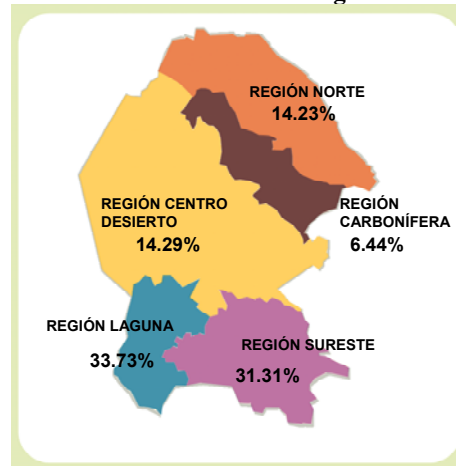 REGIÓN NORTE
14.23%
REGIÓN CENTRO
DESIERTO
14.29%
REGIÓN
CARBONÍFERA
6.44%
REGIÓN LAGUNA
33.73%
REGIÓN SURESTE
31.31%